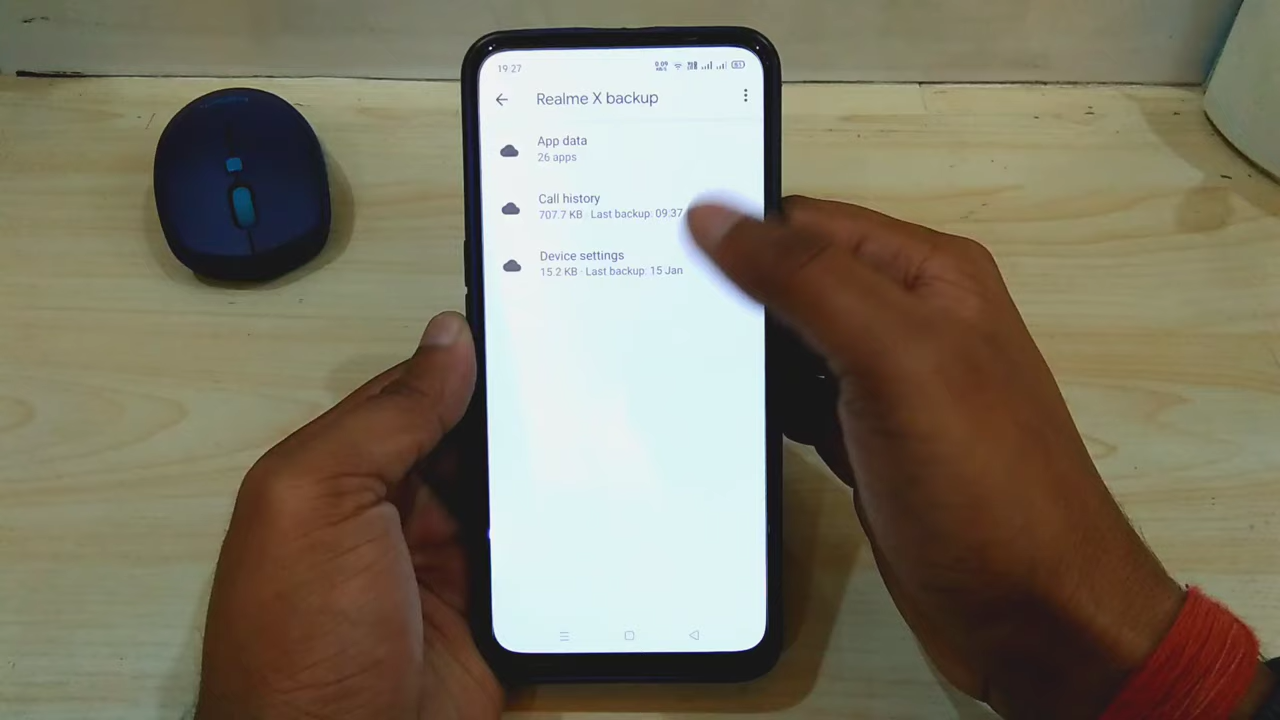 19:27
Realme X backup
App data
26 apps
Call history
707.7 KB · Last backup: 09:37
Device settings
15.2 KB · Last backup: 15 Jan